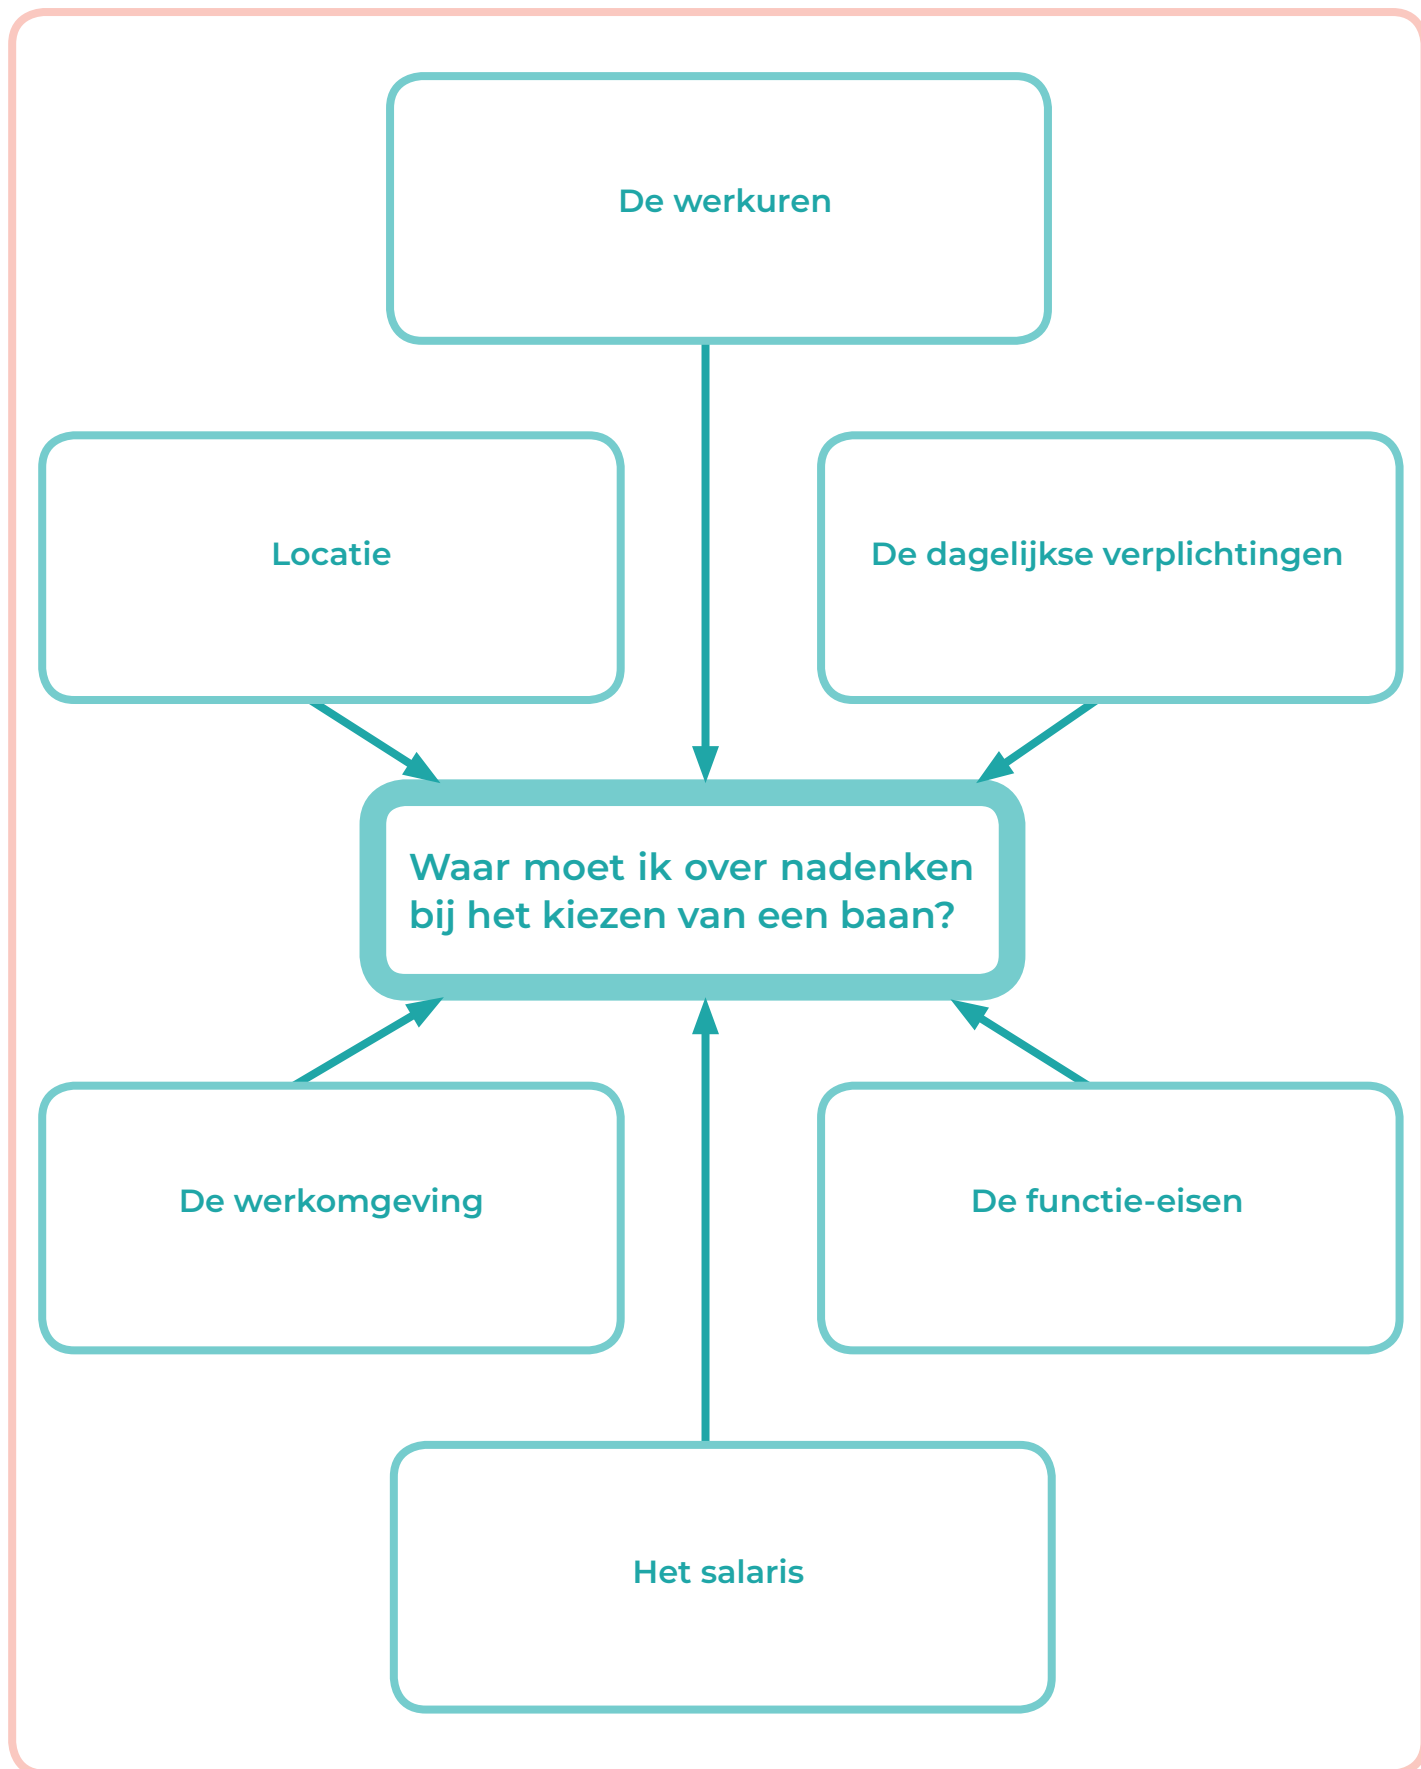 De werkuren
Locatie
De dagelijkse verplichtingen
Waar moet ik over nadenken
bij het kiezen van een baan?
De werkomgeving
De functie-eisen
Het salaris